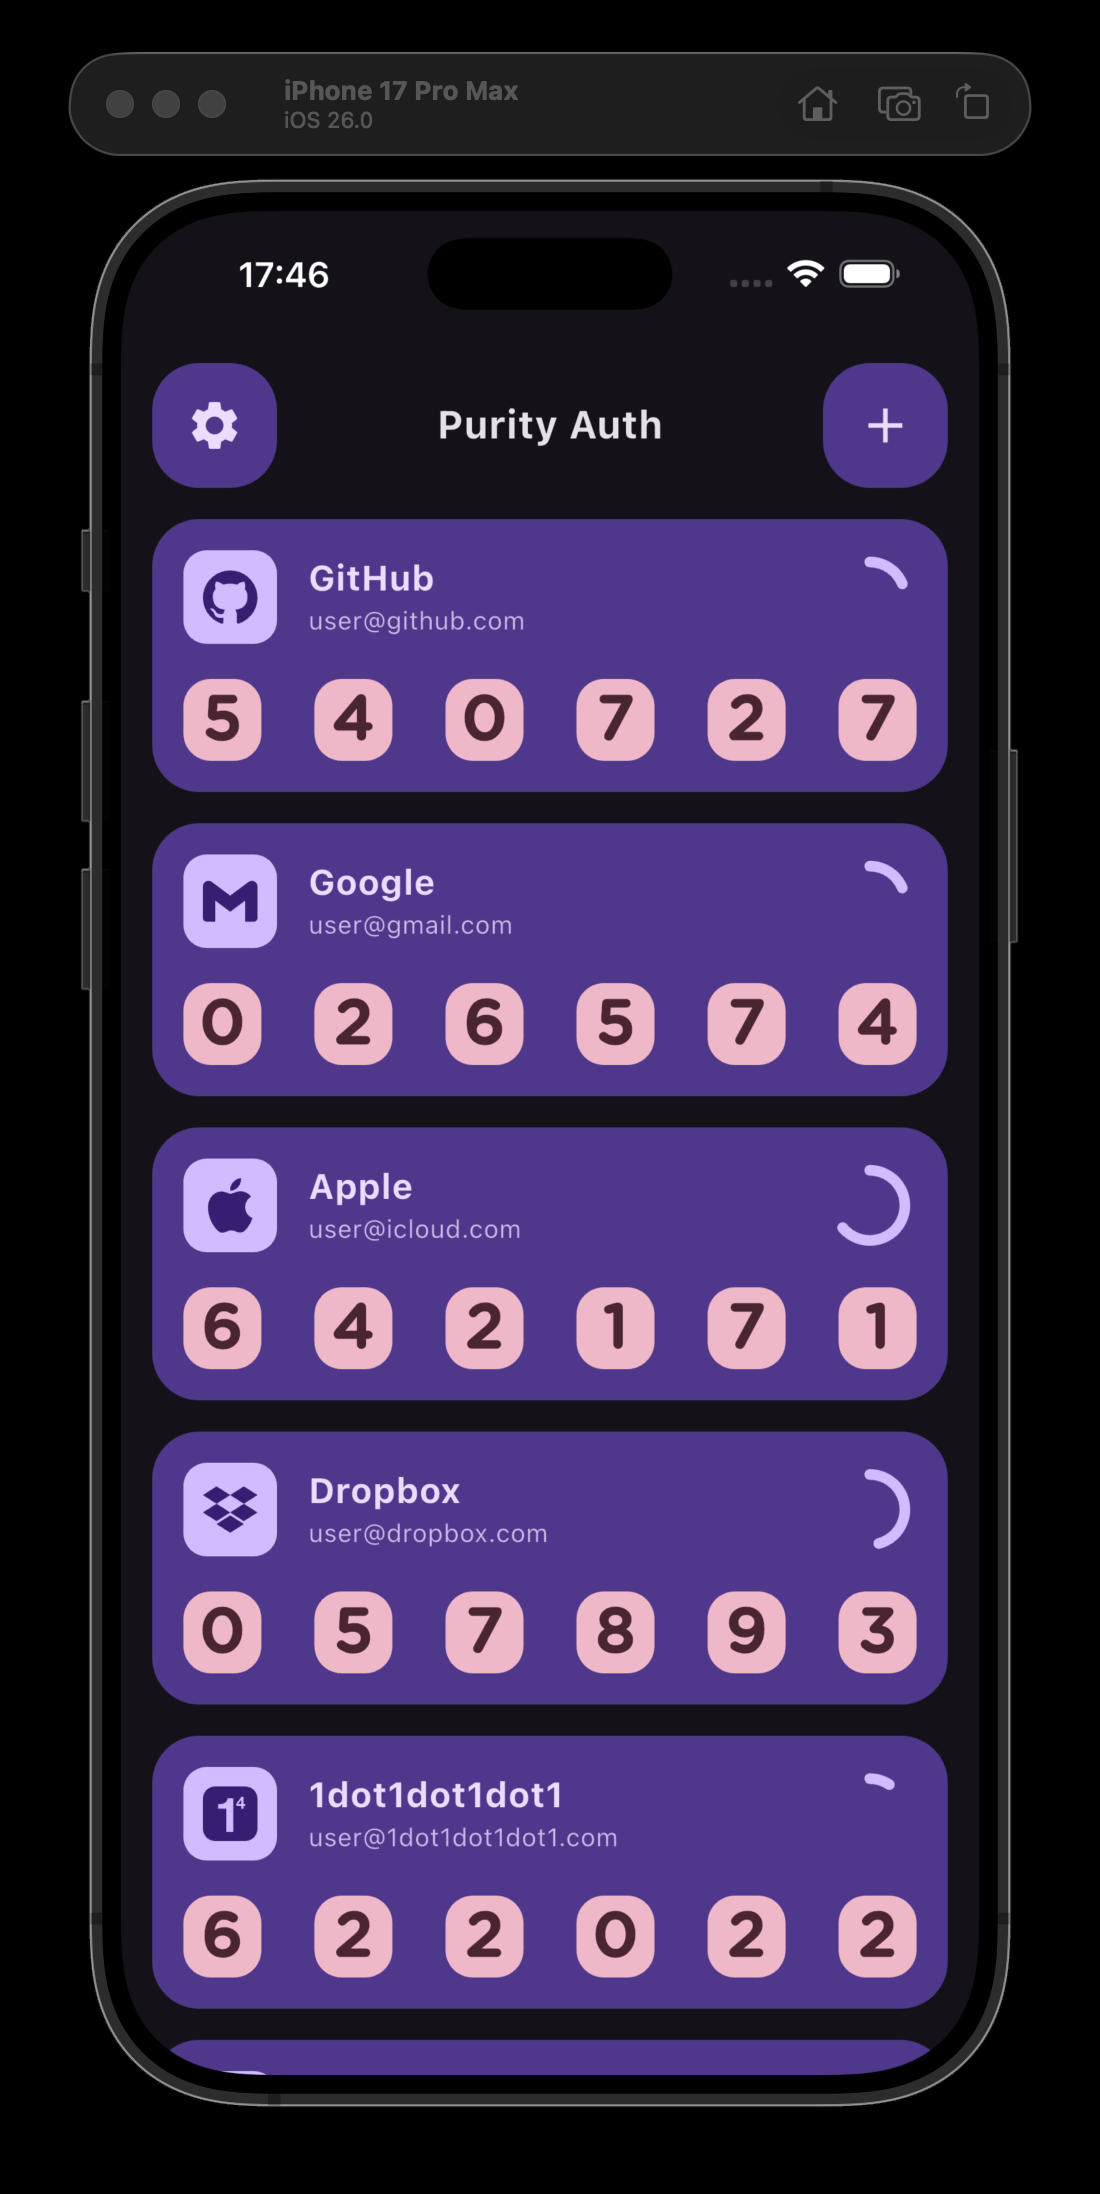 iPhone 17 Pro Max
iOS 26.0
17:46
Purity Auth
GitHub
user@github.com
5 4 0 7 2 7
Google
user@gmail.com
0 2 6 5 7 4
Apple
user@icloud.com
6 4 2 1 7 1
Dropbox
user@dropbox.com
0 5 7 8 9 3
1dot1dot1dot1
1⁴
user@1dot1dot1dot1.com
6 2 2 0 2 2